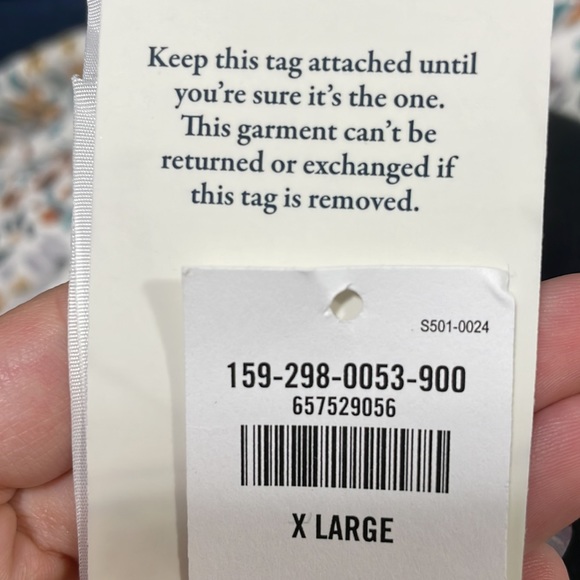 Keep this tag attached until
you're sure it's the one.
This garment can't be
returned or exchanged if
this tag is removed.
S501-0024
159-298-0053-900
657529056
X LARGE